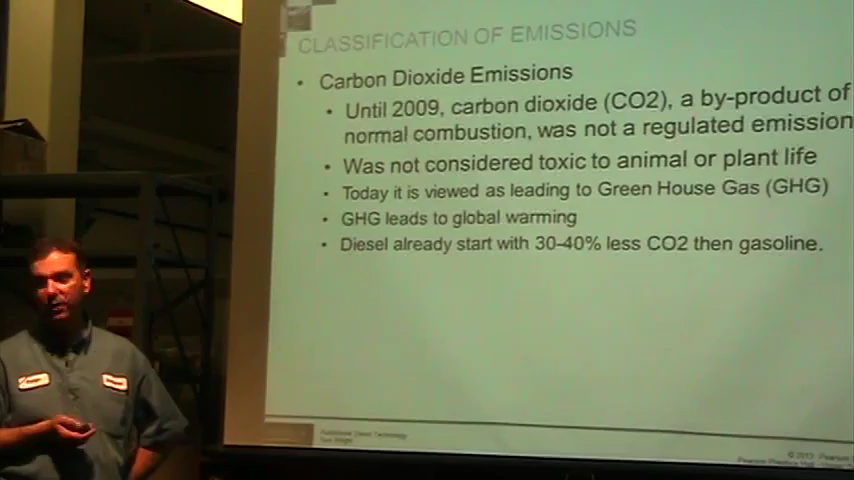 CLASSIFICATION OF EMISSIONS
• Carbon Dioxide Emissions
• Until 2009, carbon dioxide (CO2), a by-product of
normal combustion, was not a regulated emission
• Was not considered toxic to animal or plant life
• Today it is viewed as leading to Green House Gas (GHG)
• GHG leads to global warming
• Diesel already start with 30-40% less CO2 then gasoline.
© 2013 Pearson